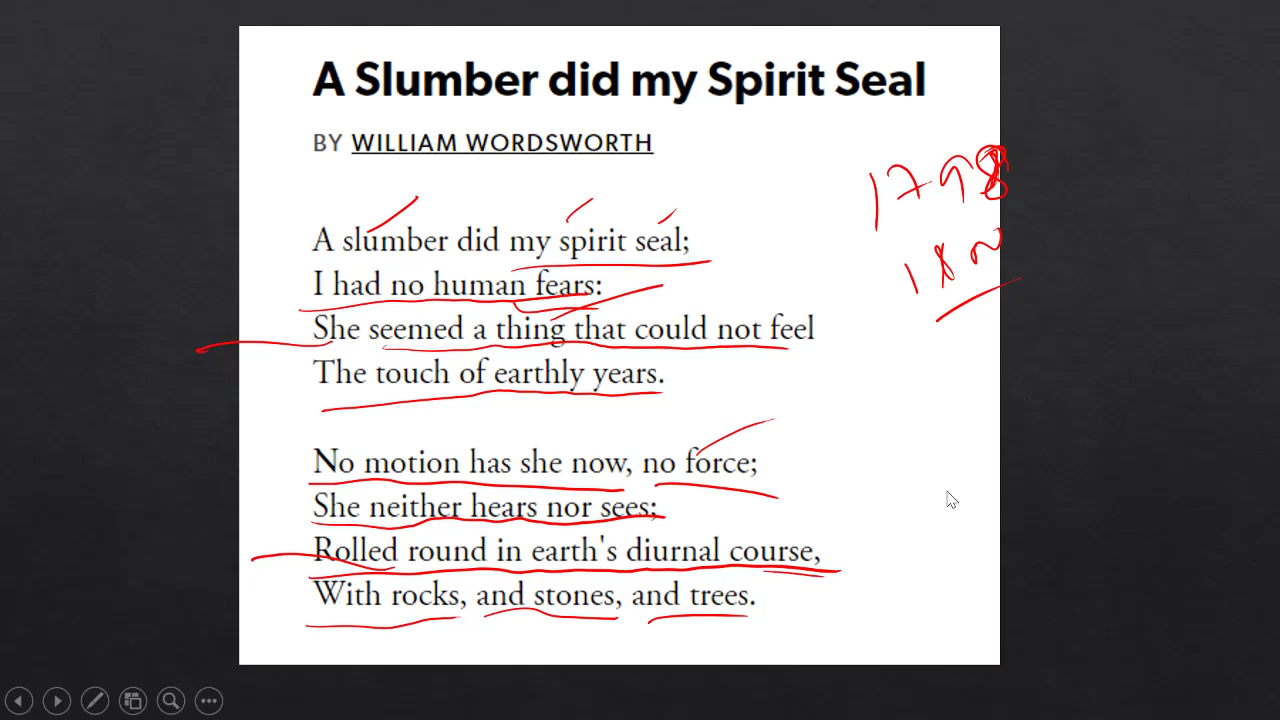 A Slumber did my Spirit Seal
BY WILLIAM WORDSWORTH
1798
1800
A slumber did my spirit seal;
I had no human fears:
She seemed a thing that could not feel
The touch of earthly years.
No motion has she now, no force;
She neither hears nor sees;
Rolled round in earth's diurnal course,
With rocks, and stones, and trees.